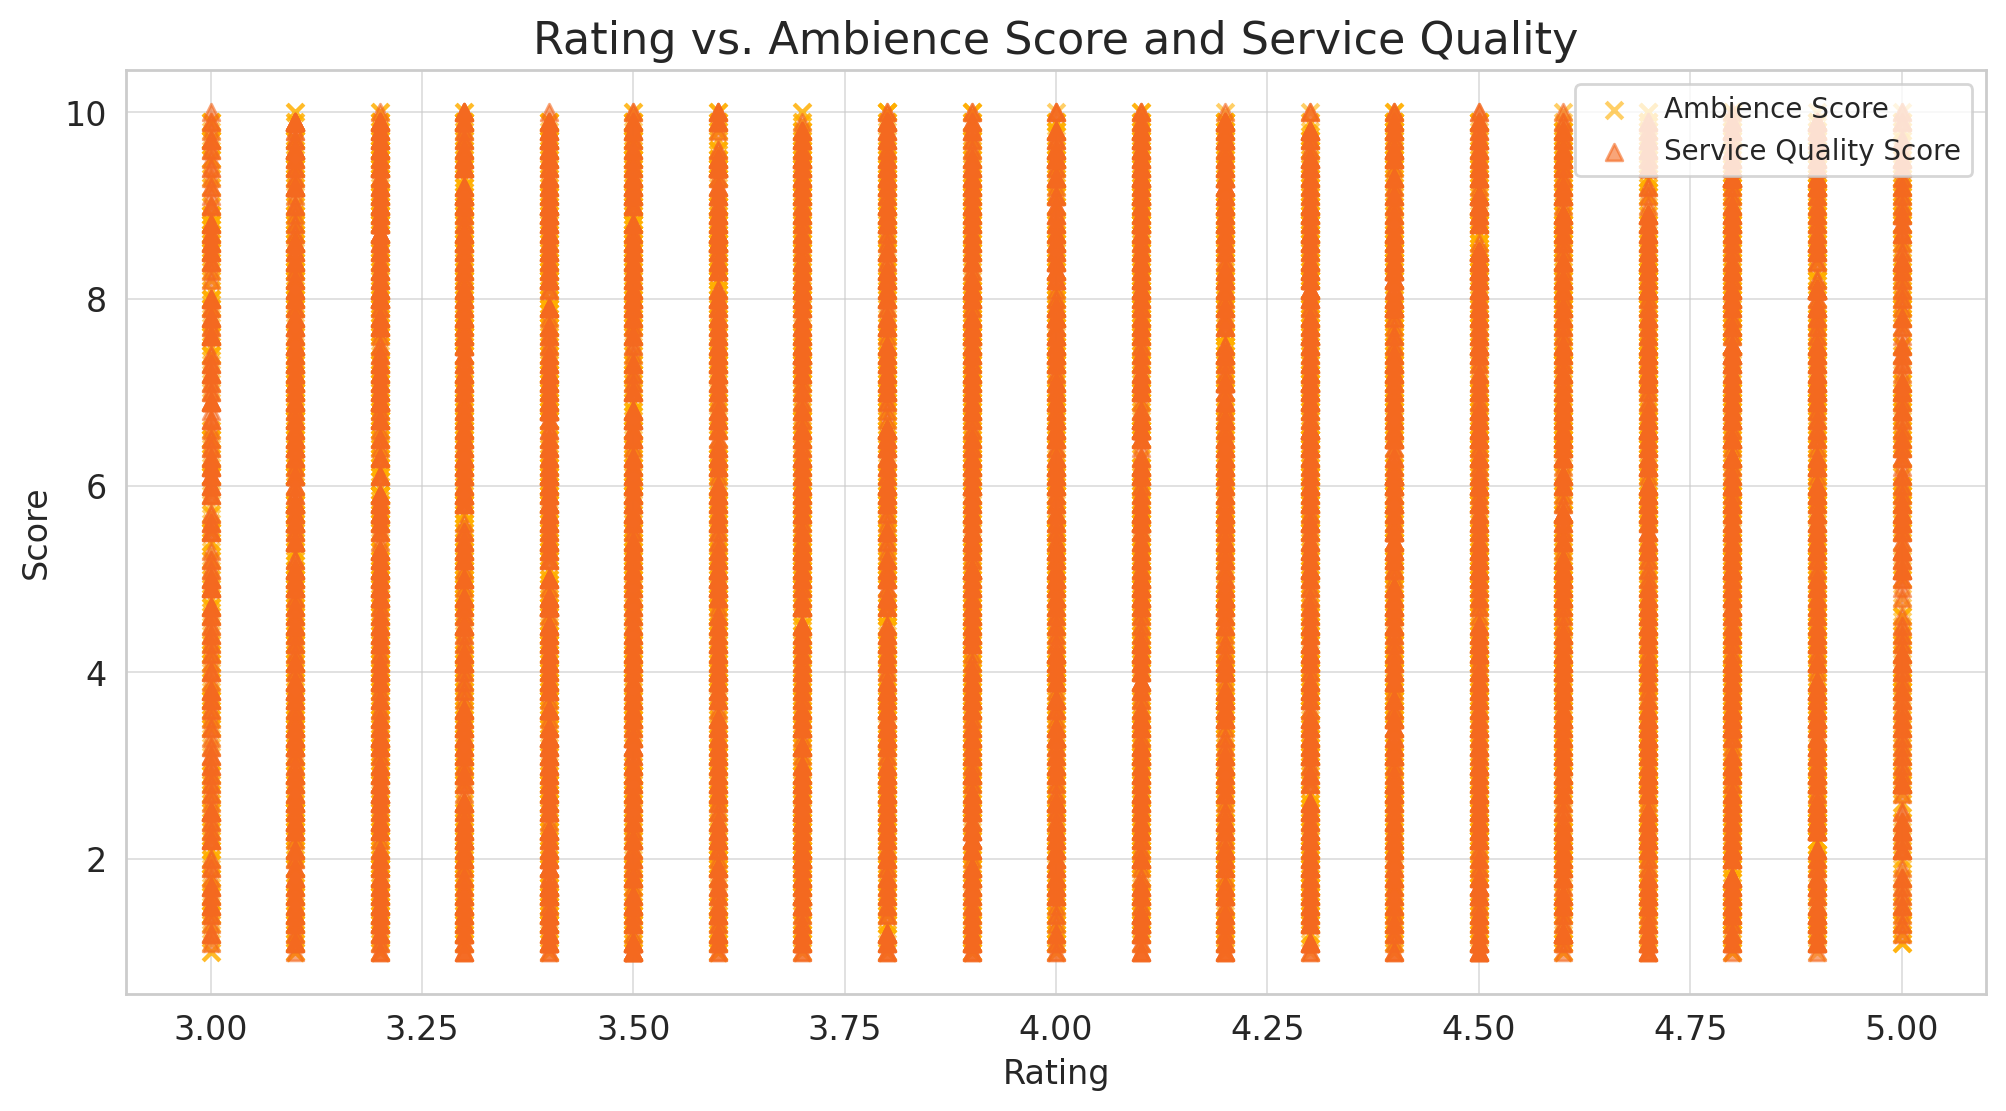 Rating vs. Ambience Score and Service Quality
Ambience Score
Service Quality Score
10
8
6
4
2
Score
3.00 3.25 3.50 3.75 4.00 4.25 4.50 4.75 5.00
Rating